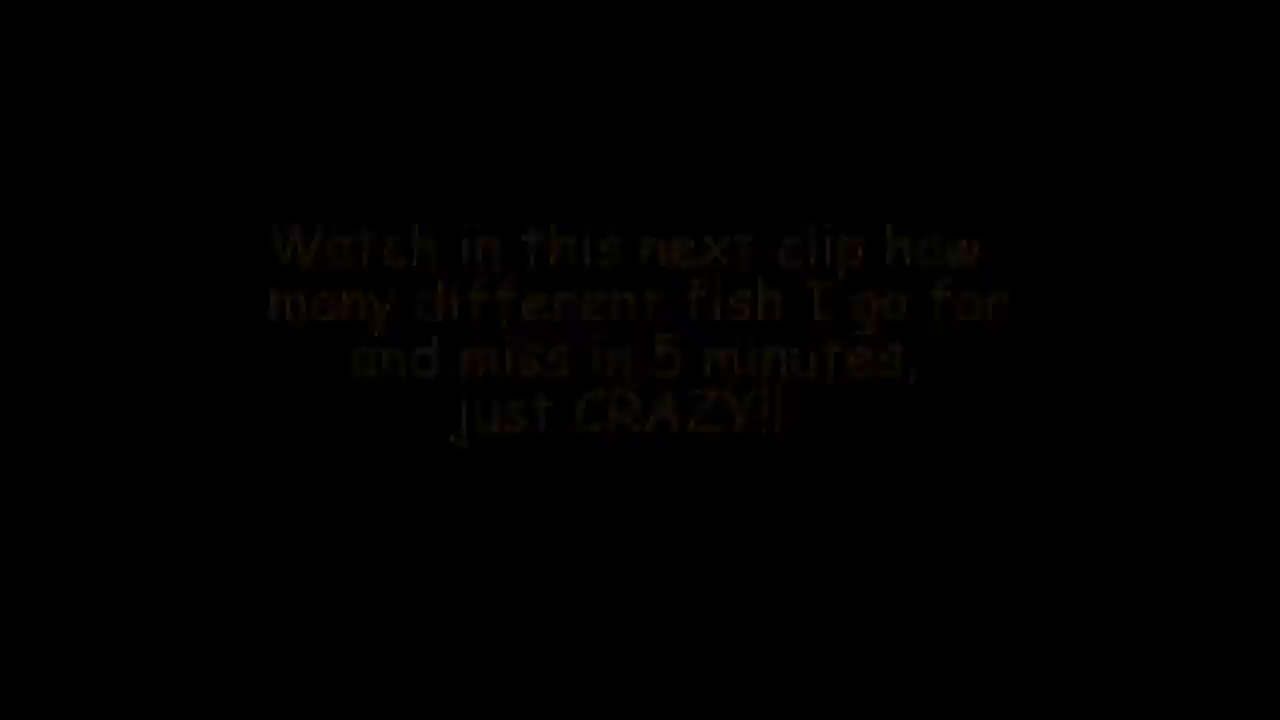 Watch in this next clip how
many different fish I go for
and miss in 5 minutes,
just CRAZY!!